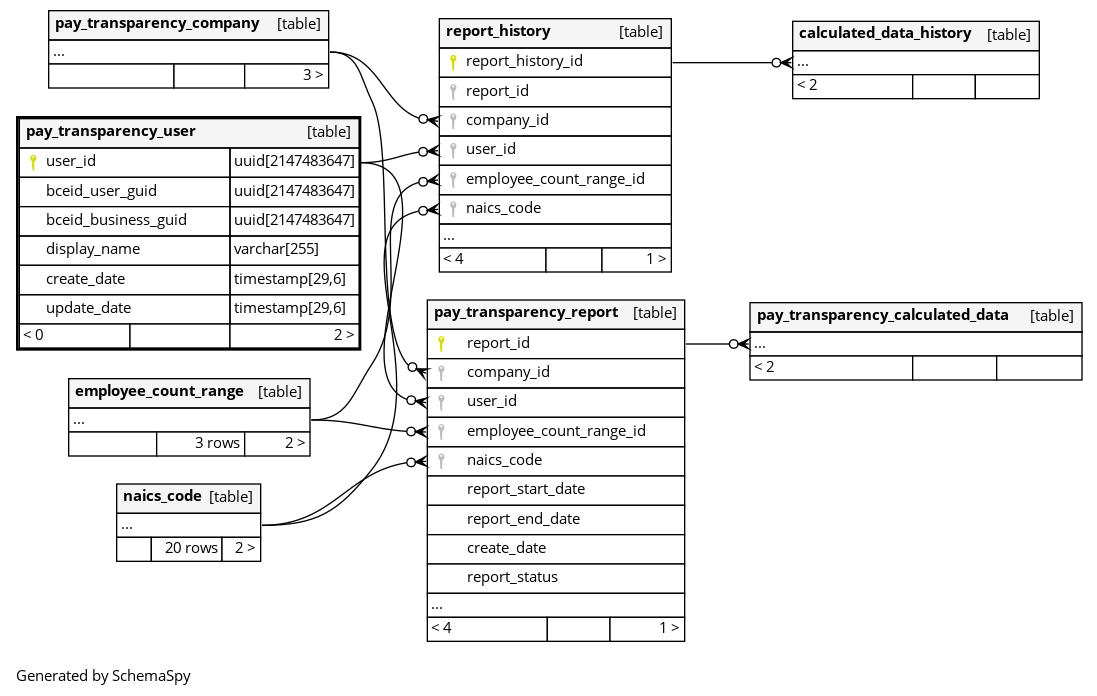 pay_transparency_company [table]
...
3 >
pay_transparency_user [table]
user_id uuid[2147483647]
bceid_user_guid uuid[2147483647]
bceid_business_guid uuid[2147483647]
display_name varchar[255]
create_date timestamp[29,6]
update_date timestamp[29,6]
< 0 2 >
employee_count_range [table]
...
3 rows 2 >
naics_code [table]
...
20 rows 2 >
report_history [table]
report_history_id
report_id
company_id
user_id
employee_count_range_id
naics_code
...
< 4 1 >
pay_transparency_report [table]
report_id
company_id
user_id
employee_count_range_id
naics_code
report_start_date
report_end_date
create_date
report_status
...
< 4 1 >
calculated_data_history [table]
...
< 2
pay_transparency_calculated_data [table]
...
< 2
Generated by SchemaSpy